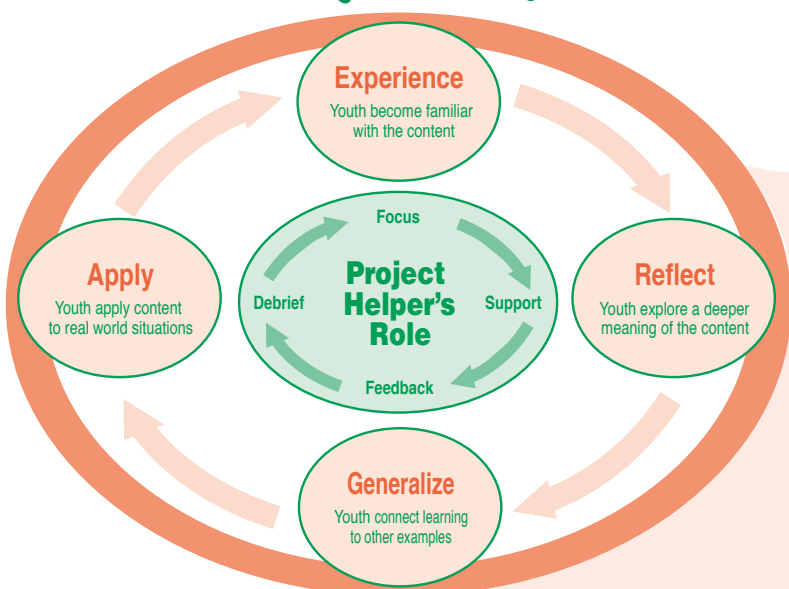 Experience
Youth become familiar
with the content
Focus
Project
Helper's
Role
Debrief
Support
Feedback
Apply
Youth apply content
to real world situations
Reflect
Youth explore a deeper
meaning of the content
Generalize
Youth connect learning
to other examples